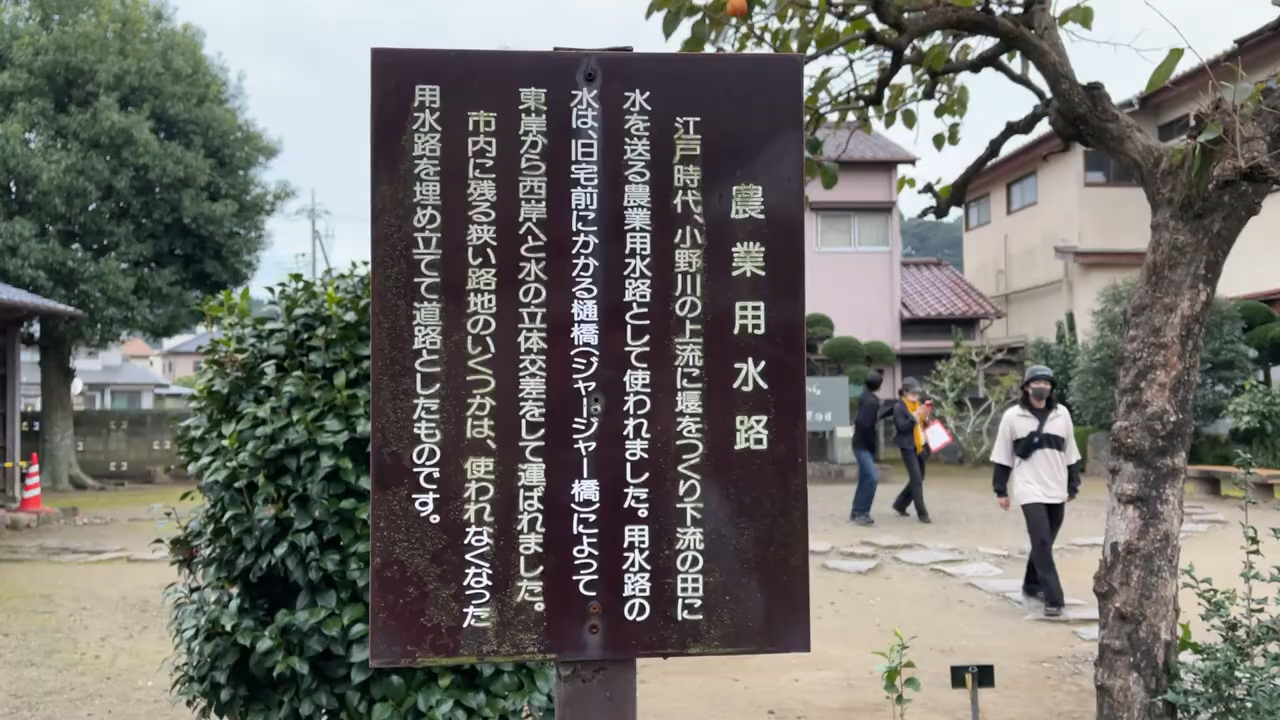 農業用水路
江戸時代、小野川の上流に堰をつくり下流の田に
水を送る農業用水路として使われました。用水路の
水は、旧宅前にかかる樋橋(ジャージャー橋)によって
東岸から西岸へと水の立体交差をして運ばれました。
市内に残る狭い路地のいくつかは、使われなくなった
用水路を埋め立てて道路としたものです。